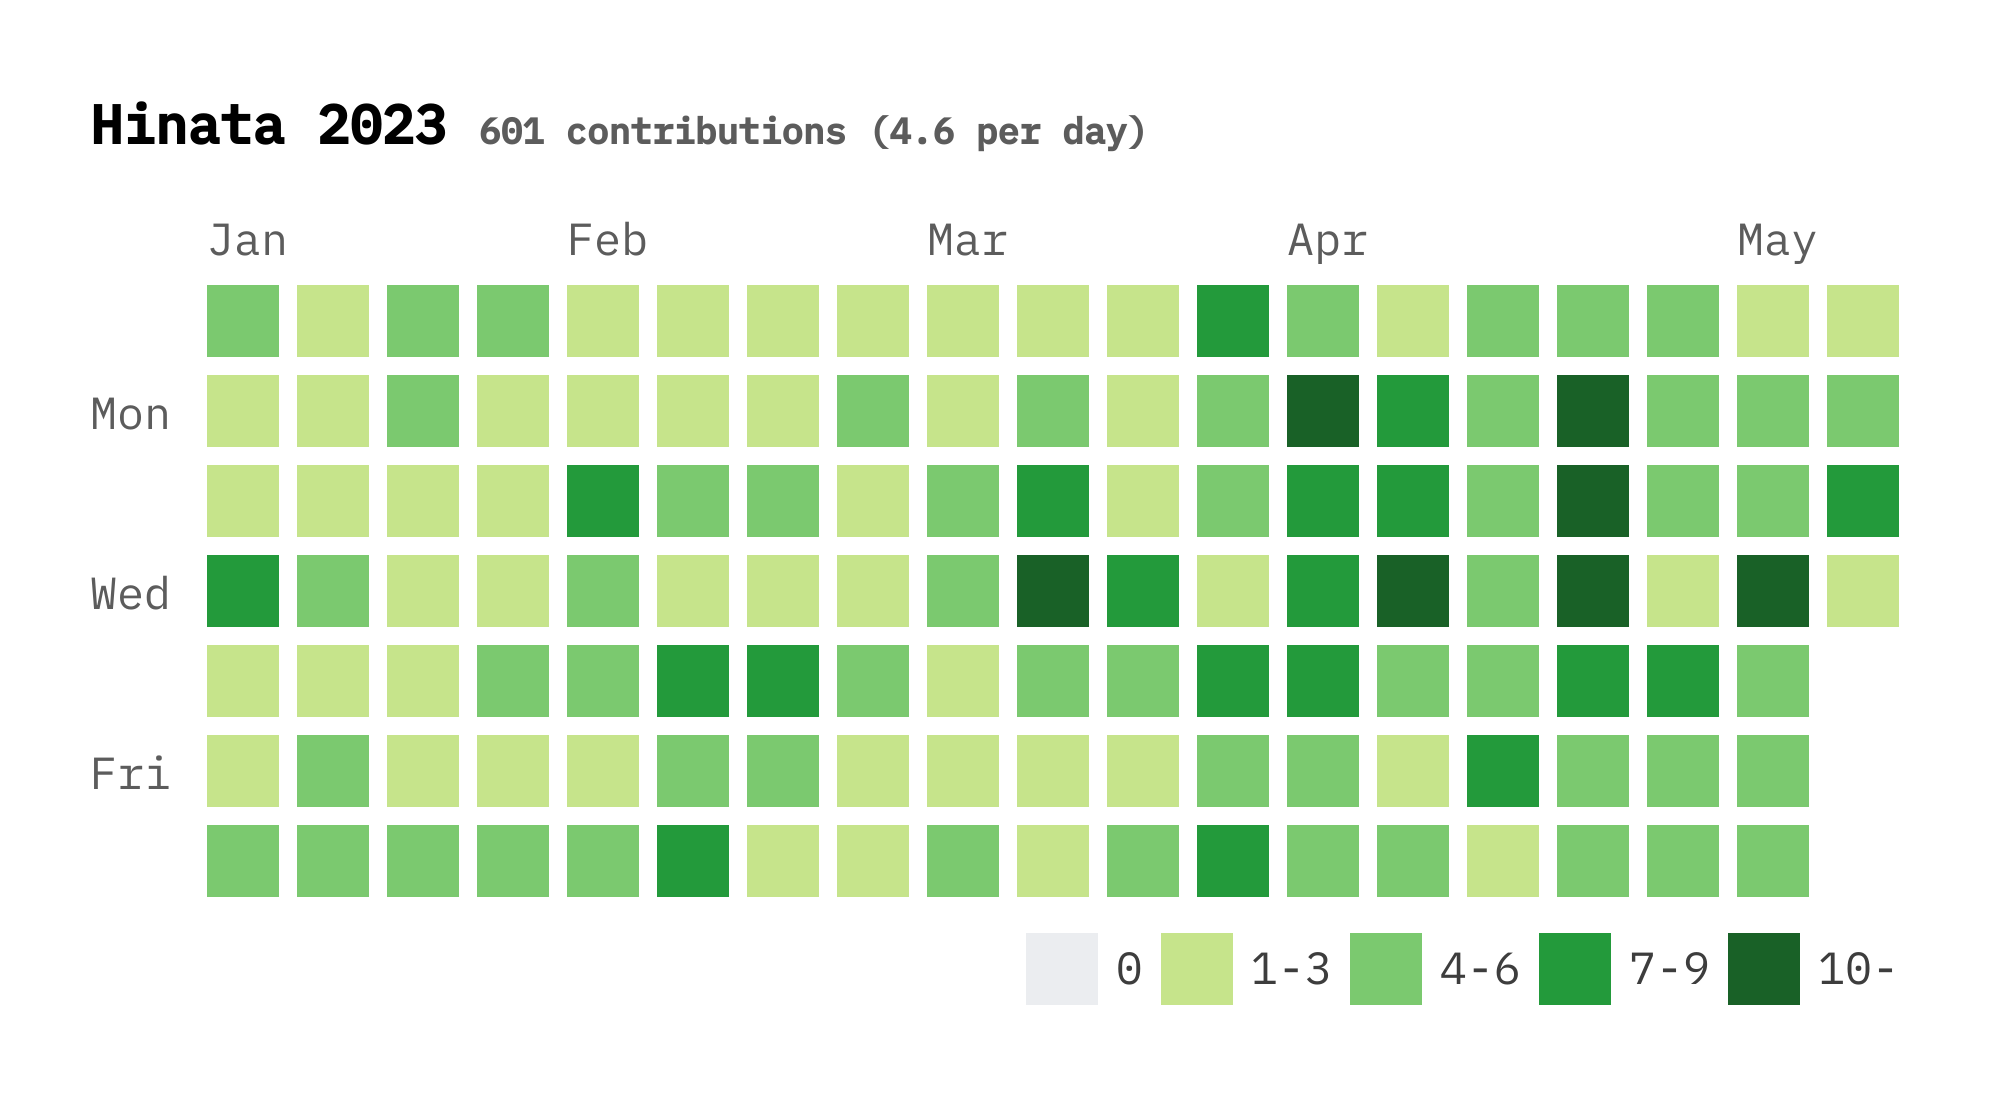 Hinata 2023 601 contributions (4.6 per day)
Jan Feb Mar Apr May
Mon
Wed
Fri
0 1-3 4-6 7-9 10-